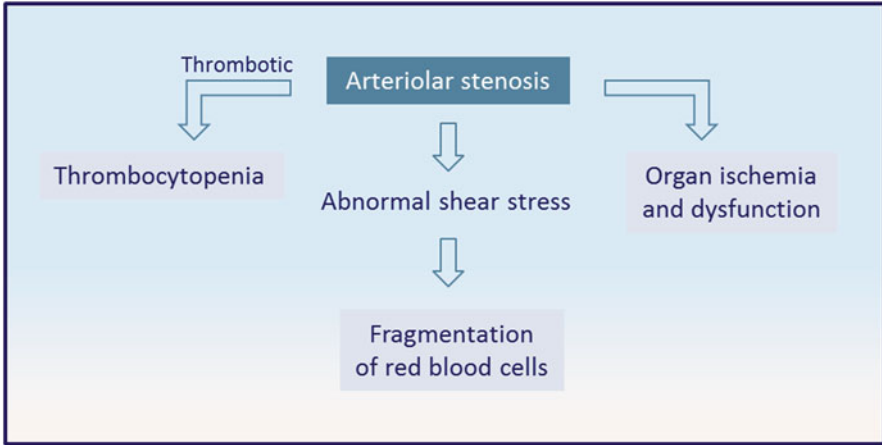 Thrombotic
Arteriolar stenosis
Thrombocytopenia
Abnormal shear stress
Organ ischemia
and dysfunction
Fragmentation
of red blood cells